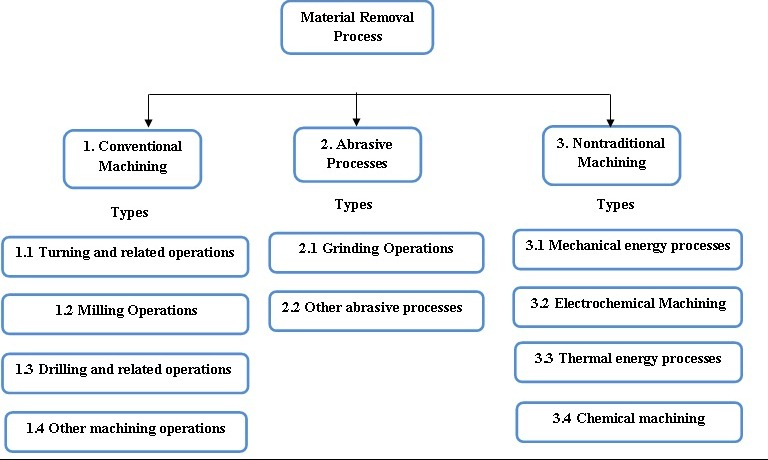 Material Removal
Process
1. Conventional
Machining
2. Abrasive
Processes
3. Nontraditional
Machining
Types
Types
Types
1.1 Turning and related operations
1.2 Milling Operations
1.3 Drilling and related operations
1.4 Other machining operations
2.1 Grinding Operations
2.2 Other abrasive processes
3.1 Mechanical energy processes
3.2 Electrochemical Machining
3.3 Thermal energy processes
3.4 Chemical machining